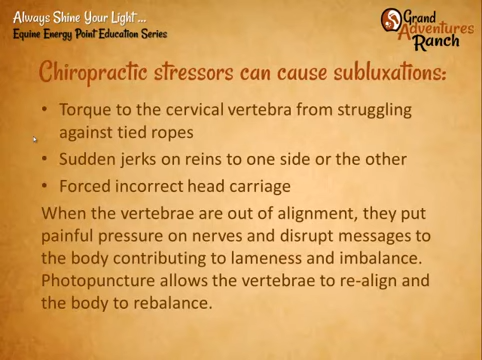 Always Shine Your Light...
Equine Energy Point Education Series
Grand
Adventures
Ranch
Chiropractic stressors can cause subluxations:
• Torque to the cervical vertebra from struggling
against tied ropes
• Sudden jerks on reins to one side or the other
• Forced incorrect head carriage
When the vertebrae are out of alignment, they put
painful pressure on nerves and disrupt messages to
the body contributing to lameness and imbalance.
Photopuncture allows the vertebrae to re-align and
the body to rebalance.